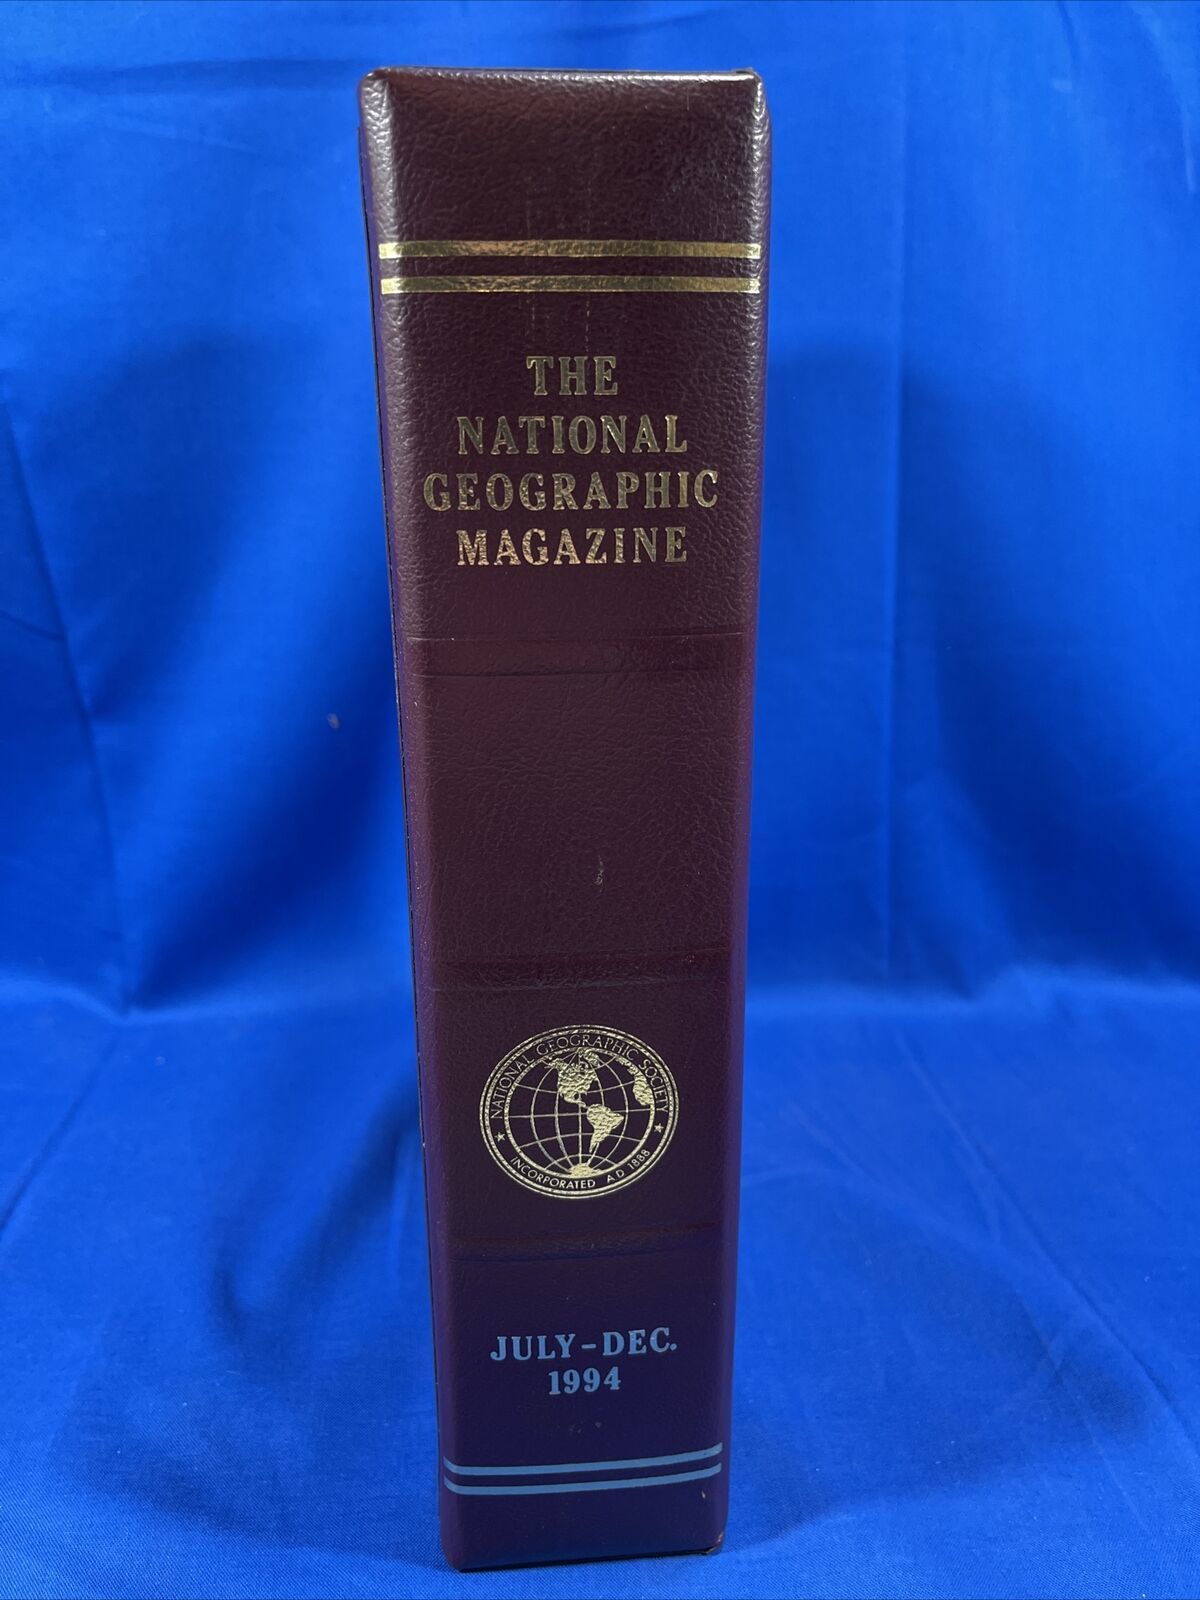 THE
NATIONAL
GEOGRAPHIC
MAGAZINE
NATIONAL GEOGRAPHIC SOCIETY
INCORPORATED A D 1888
JULY-DEC.
1994